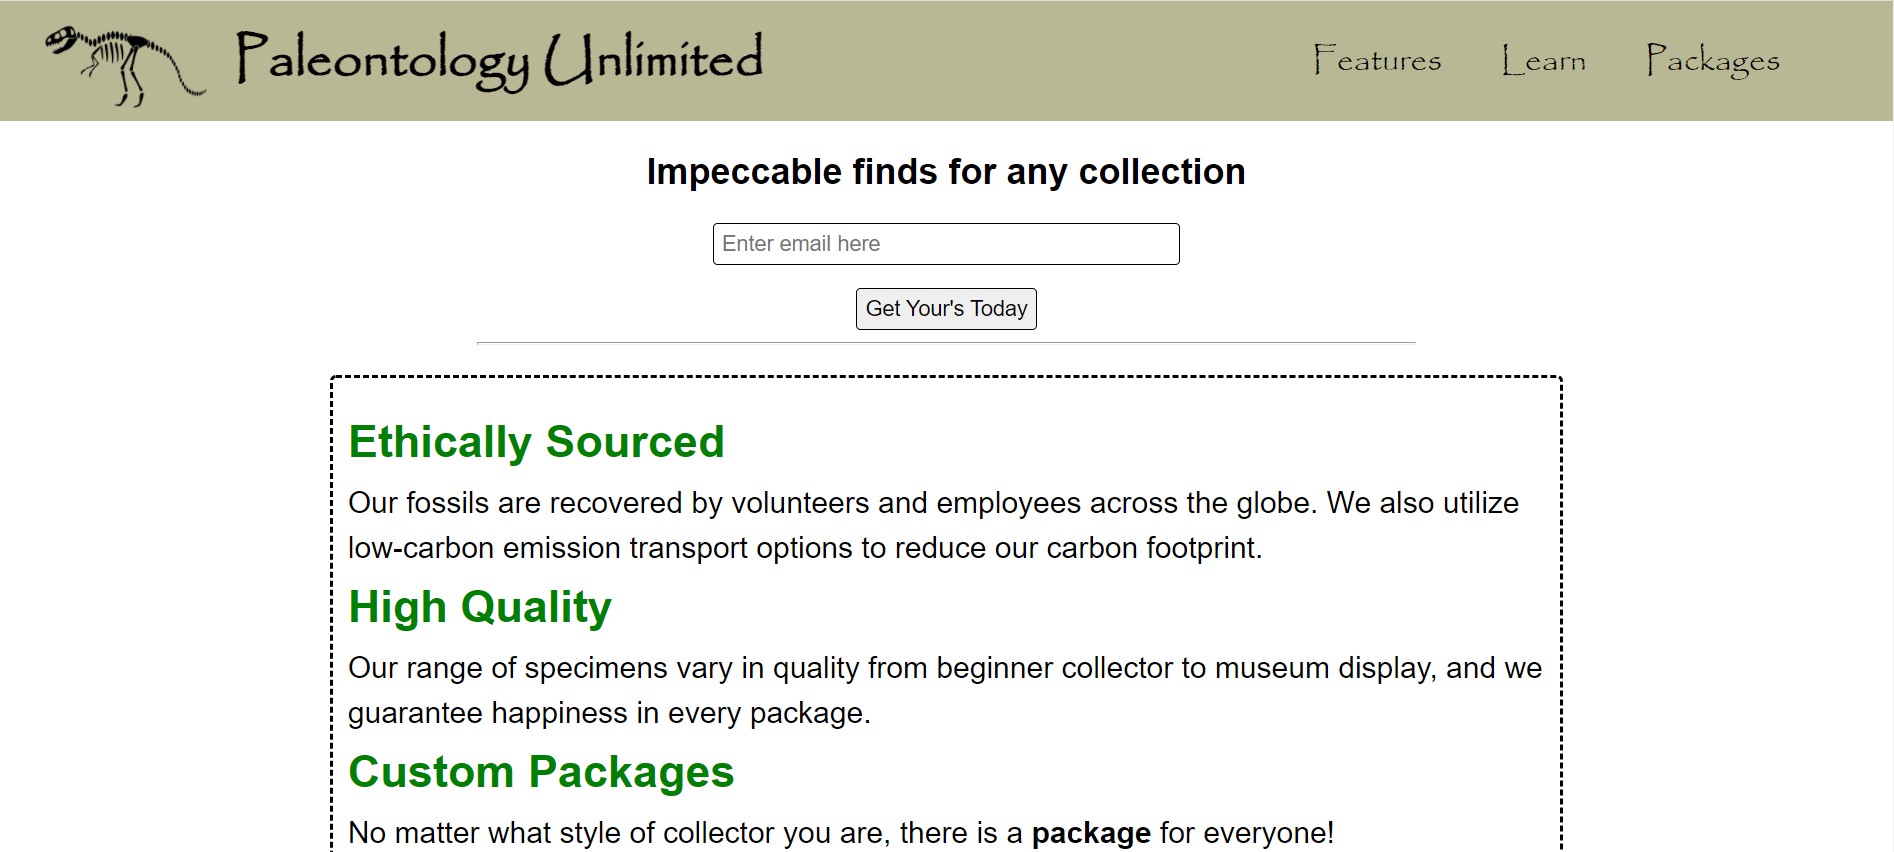 Paleontology Unlimited
Features
Learn
Packages
Impeccable finds for any collection
Enter email here
Get Your's Today
Ethically Sourced
Our fossils are recovered by volunteers and employees across the globe. We also utilize
low-carbon emission transport options to reduce our carbon footprint.
High Quality
Our range of specimens vary in quality from beginner collector to museum display, and we
guarantee happiness in every package.
Custom Packages
No matter what style of collector you are, there is a package for everyone!